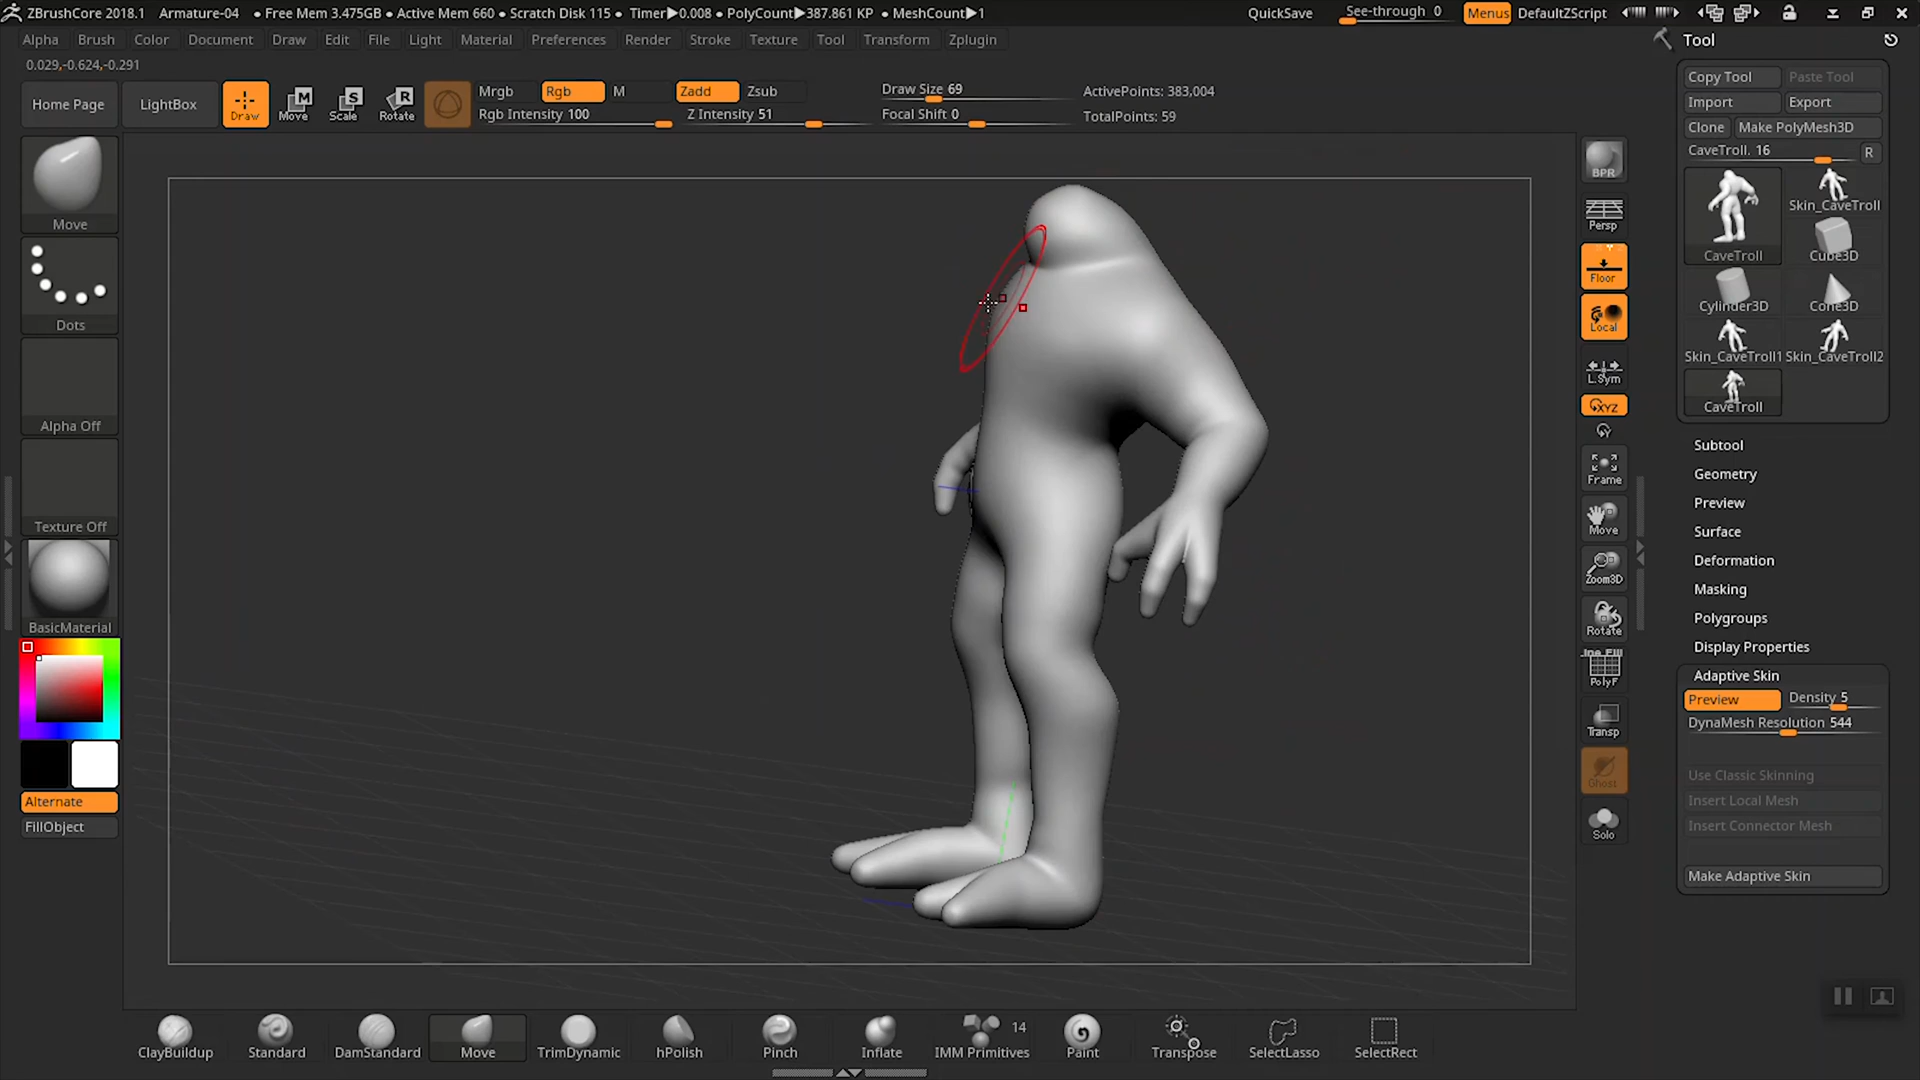 ZBrushCore 2018.1 Armature-04 • Free Mem 3.475GB • Active Mem 660 • Scratch Disk 115 • Timer▶0.008 • PolyCount▶387.861 KP • MeshCount▶1 QuickSave See-through 0 Menus DefaultZScript
Alpha Brush Color Document Draw Edit File Light Material Preferences Render Stroke Texture Tool Transform Zplugin
0.029,-0.624,-0.291
Home Page LightBox Draw Move Scale Rotate
Mrgb Rgb M Zadd Zsub
Rgb Intensity 100 Z Intensity 51
Draw Size 69 ActivePoints: 383,004
Focal Shift 0 TotalPoints: 59
Move
Dots
Alpha Off
Texture Off
BasicMaterial
Alternate
FillObject
BPR
Persp
Floor
Local
L.Sym
XYZ
Frame
Move
Zoom3D
Rotate
Line Fill
PolyF
Transp
Ghost
Solo
Tool
Copy Tool Paste Tool
Import Export
Clone Make PolyMesh3D
CaveTroll. 16 R
CaveTroll Skin_CaveTroll
Cube3D
Cylinder3D Cone3D
Skin_CaveTroll1 Skin_CaveTroll2
CaveTroll
Subtool
Geometry
Preview
Surface
Deformation
Masking
Polygroups
Display Properties
Adaptive Skin
Preview Density 5
DynaMesh Resolution 544
Use Classic Skinning
Insert Local Mesh
Insert Connector Mesh
Make Adaptive Skin
14
ClayBuildup Standard DamStandard Move TrimDynamic hPolish Pinch Inflate IMM Primitives Paint Transpose SelectLasso SelectRect